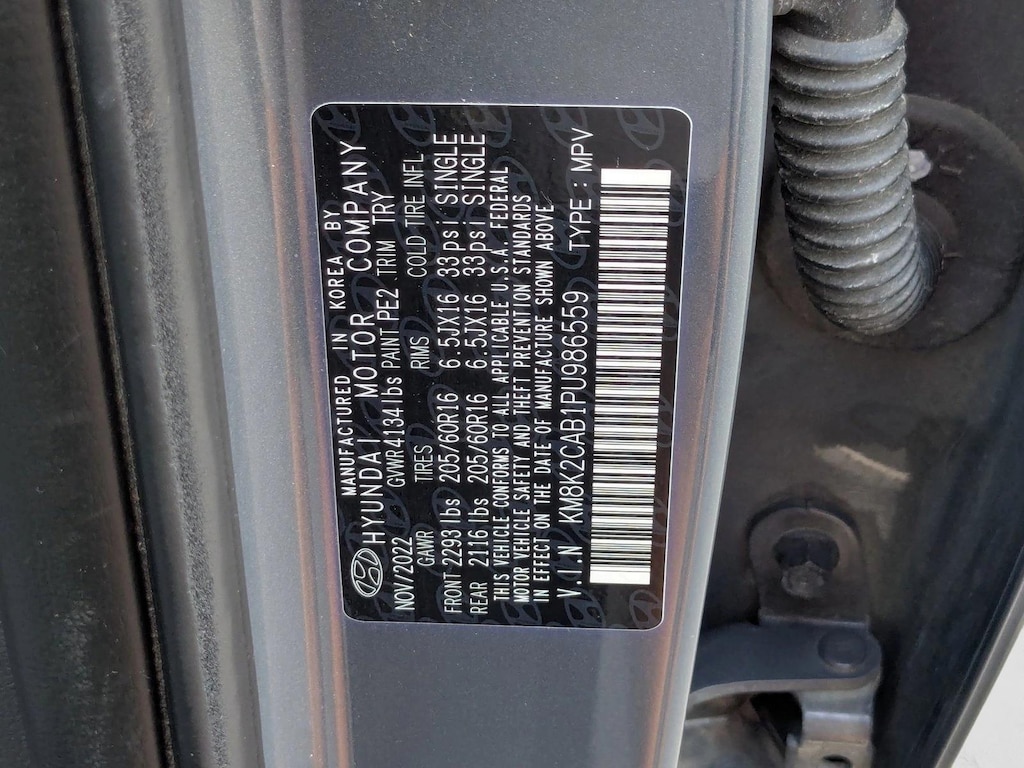 MANUFACTURED IN KOREA BY
HYUNDAI MOTOR COMPANY
NOV/2022 GVWR 4134 lbs PAINT PE2 TRIM TRY
GAWR TIRES RIMS COLD TIRE INFL
FRONT 2293 lbs 205/60R16 6.5JX16 33psi SINGLE
REAR 2116 lbs 205/60R16 6.5JX16 33psi SINGLE
THIS VEHICLE CONFORMS TO ALL APPLICABLE U.S.A. FEDERAL
MOTOR VEHICLE SAFETY AND THEFT PREVENTION STANDARDS
IN EFFECT ON THE DATE OF MANUFACTURE SHOWN ABOVE
V.I.N KM8K2CAB1PU986559 TYPE : MPV